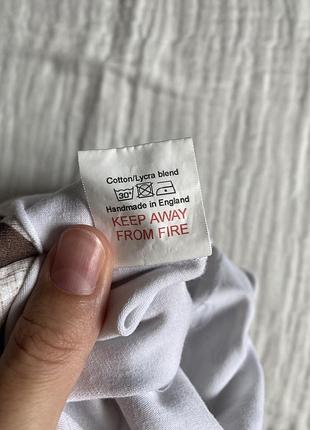 Cotton/Lycra blend
30°
Handmade in England
KEEP AWAY
FROM FIRE